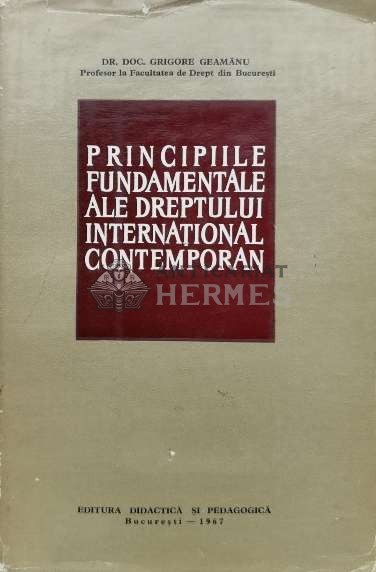 DR. DOC. GRIGORE GEAMĂNU
Profesor la Facultatea de Drept din București
PRINCIPIILE
FUNDAMENTALE
ALE DREPTULUI
INTERNAȚIONAL
CONTEMPORAN
HERMES
EDITURA DIDACTICĂ ȘI PEDAGOGICĂ
București — 1967